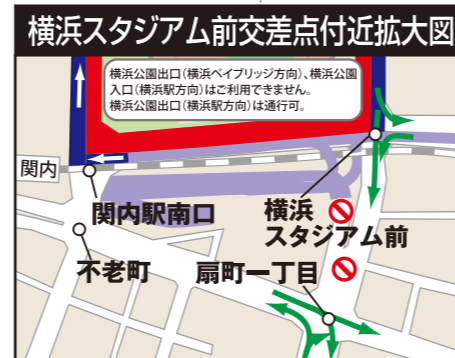 横浜スタジアム前交差点付近拡大図
横浜公園出口（横浜ベイブリッジ方向）、横浜公園
入口（横浜駅方向）はご利用できません。
横浜公園出口（横浜駅方向）は通行可。
関内
関内駅南口
横浜
スタジアム前
不老町
扇町一丁目